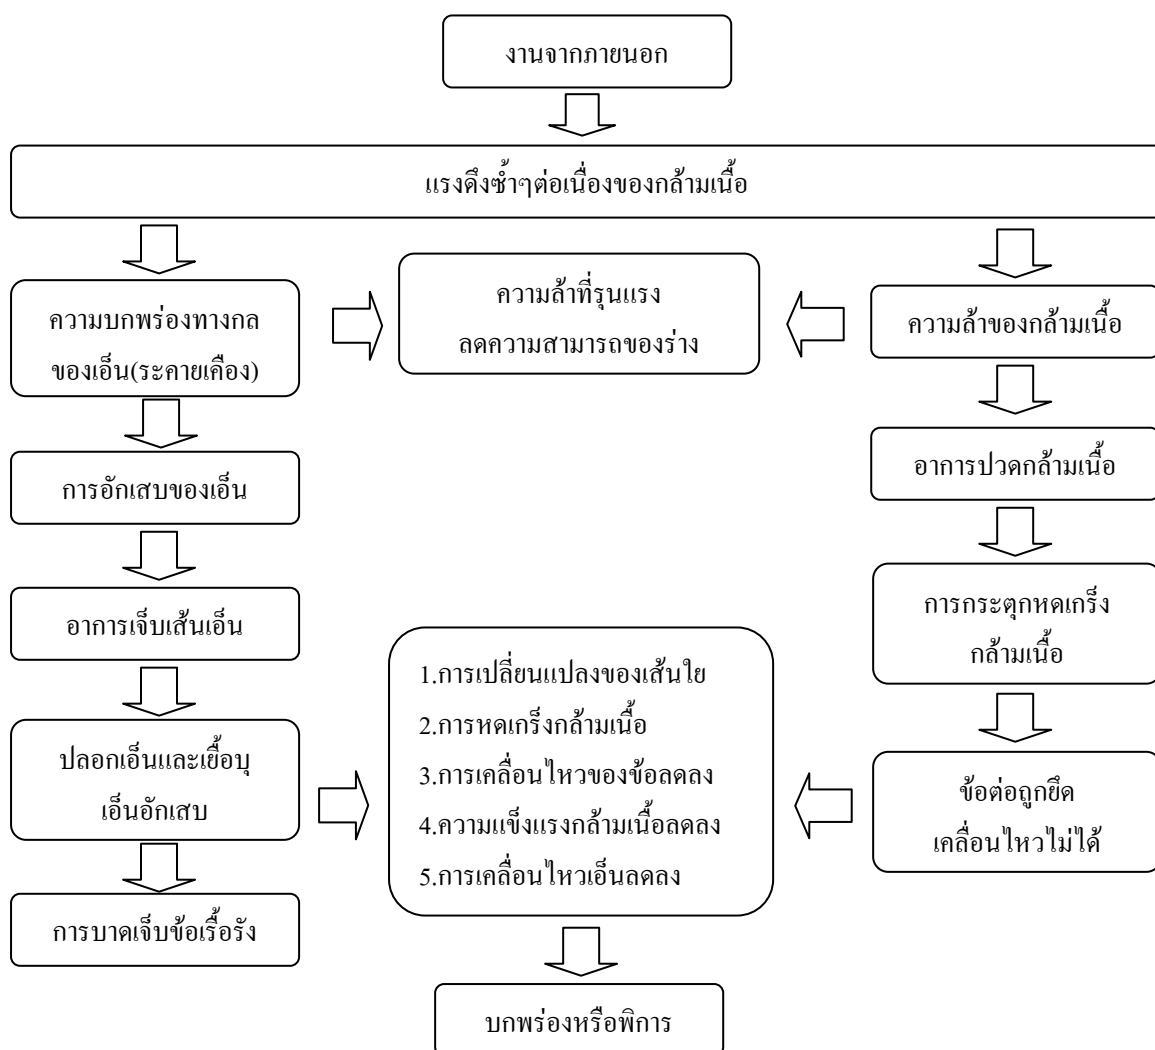 งานจากภายนอก
แรงดึงซ้ำๆต่อเนื่องของกล้ามเนื้อ
ความบกพร่องทางกล
ของเอ็น(ระคายเคือง)
ความล้าที่รุนแรง
ลดความสามารถของร่าง
ความล้าของกล้ามเนื้อ
การอักเสบของเอ็น
อาการปวดกล้ามเนื้อ
อาการเจ็บเส้นเอ็น
การกระตุกหดเกร็ง
กล้ามเนื้อ
ปลอกเอ็นและเยื้อบุ
เอ็นอักเสบ
1.การเปลี่ยนแปลงของเส้นใย
2.การหดเกร็งกล้ามเนื้อ
3.การเคลื่อนไหวของข้อลดลง
4.ความแข็งแรงกล้ามเนื้อลดลง
5.การเคลื่อนไหวเอ็นลดลง
ข้อต่อถูกยึด
เคลื่อนไหวไม่ได้
การบาดเจ็บข้อเรื้อรัง
บกพร่องหรือพิการ